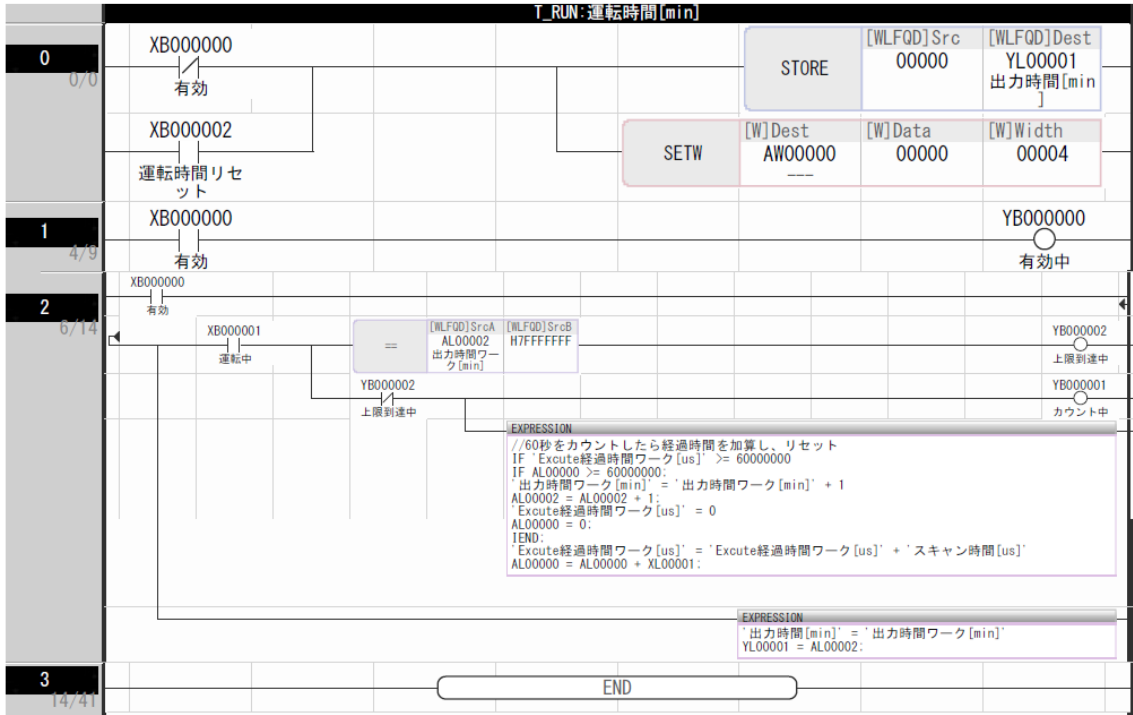 T_RUN:運転時間[min]
0
0/0
XB000000
有効
STORE
[WLFQD]Src
00000
[WLFQD]Dest
YL00001
出力時間[min
]
XB000002
運転時間リセ
ット
SETW
[W]Dest
AW00000
---
[W]Data
00000
[W]Width
00004
1
4/9
XB000000
有効
YB000000
有効中
2
6/14
XB000000
有効
XB000001
運転中
==
[WLFQD]SrcA
AL00002
出力時間ワー
ク[min]
[WLFQD]SrcB
H7FFFFFFF
YB000002
上限到達中
YB000002
上限到達中
YB000001
カウント中
EXPRESSION
//60秒をカウントしたら経過時間を加算し、リセット
IF 'Excute経過時間ワーク[us]' >= 60000000
IF AL00000 >= 60000000;
'出力時間ワーク[min]' = '出力時間ワーク[min]' + 1
AL00002 = AL00002 + 1;
'Excute経過時間ワーク[us]' = 0
AL00000 = 0;
IEND;
'Excute経過時間ワーク[us]' = 'Excute経過時間ワーク[us]' + 'スキャン時間[us]'
AL00000 = AL00000 + XL00001;
EXPRESSION
'出力時間[min]' = '出力時間ワーク[min]'
YL00001 = AL00002;
3
14/41
END